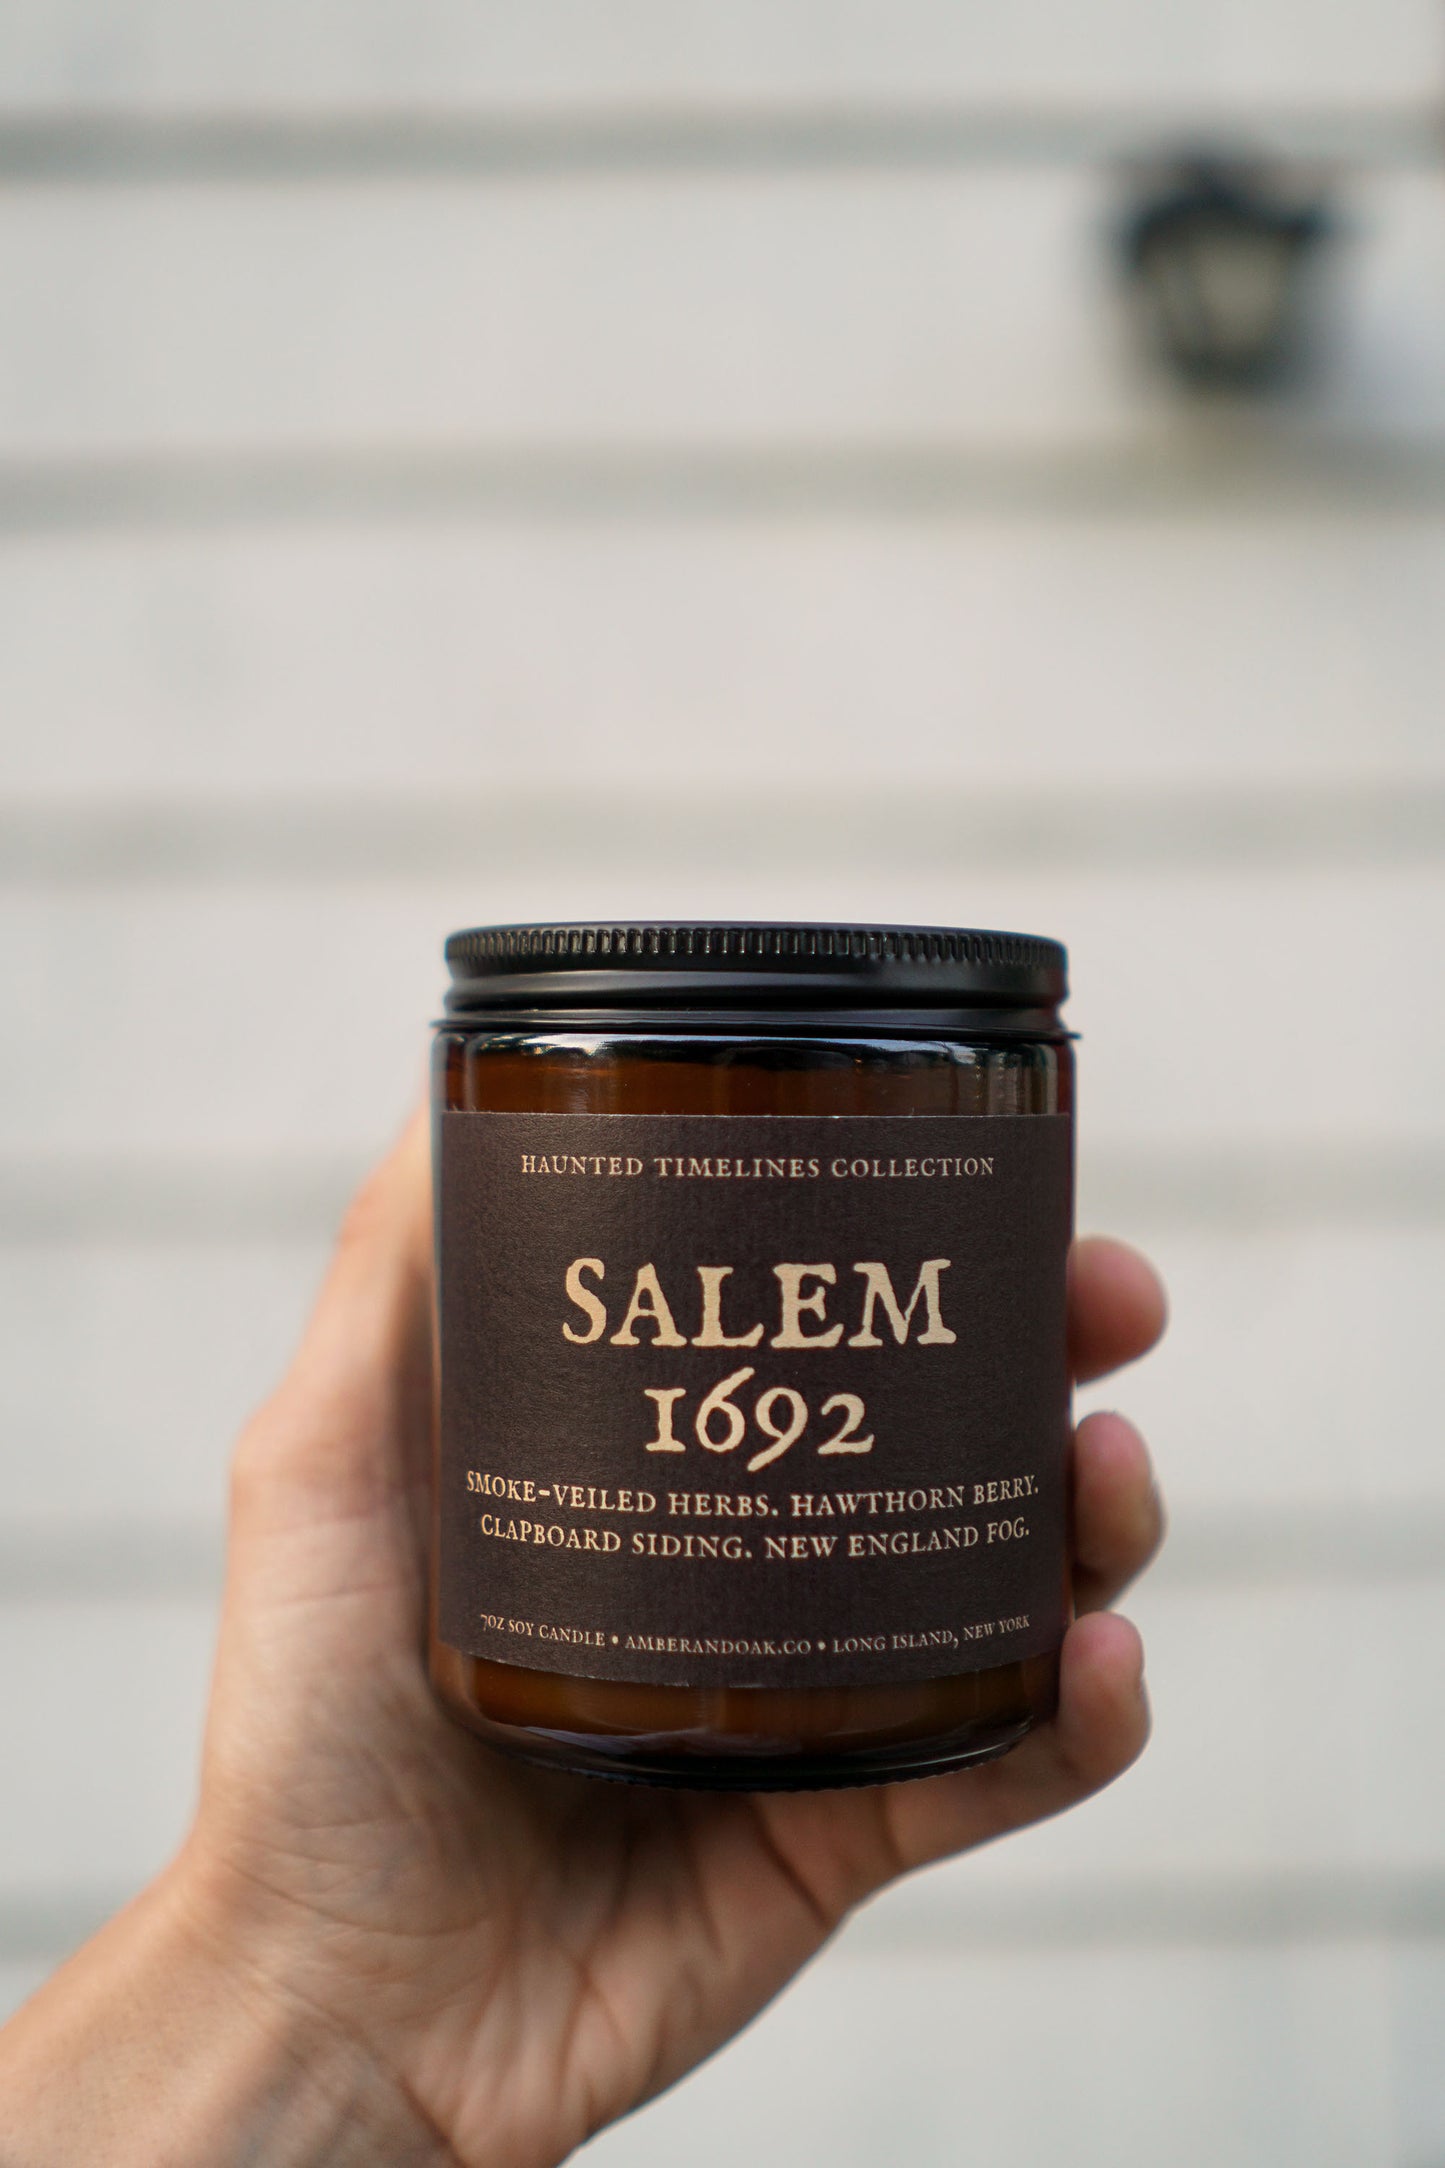 HAUNTED TIMELINES COLLECTION
SALEM
1692
SMOKE-VEILED HERBS. HAWTHORN BERRY.
CLAPBOARD SIDING. NEW ENGLAND FOG.
7OZ SOY CANDLE • AMBERANDOAK.CO • LONG ISLAND, NEW YORK